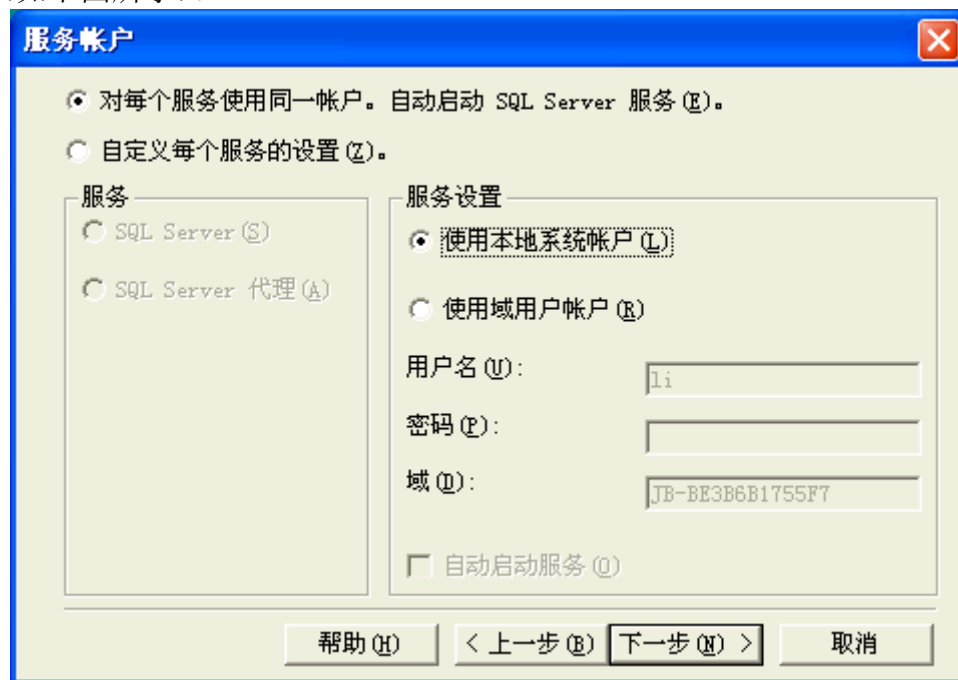 服务帐户
对每个服务使用同一帐户。自动启动 SQL Server 服务(E)。
自定义每个服务的设置(Z)。
服务
SQL Server(S)
SQL Server 代理(A)
服务设置
使用本地系统帐户(L)
使用域用户帐户(R)
用户名(U): li
密码(P):
域(D): JB-BE3B6B1755F7
自动启动服务(O)
帮助(H) < 上一步(B) 下一步(N) > 取消